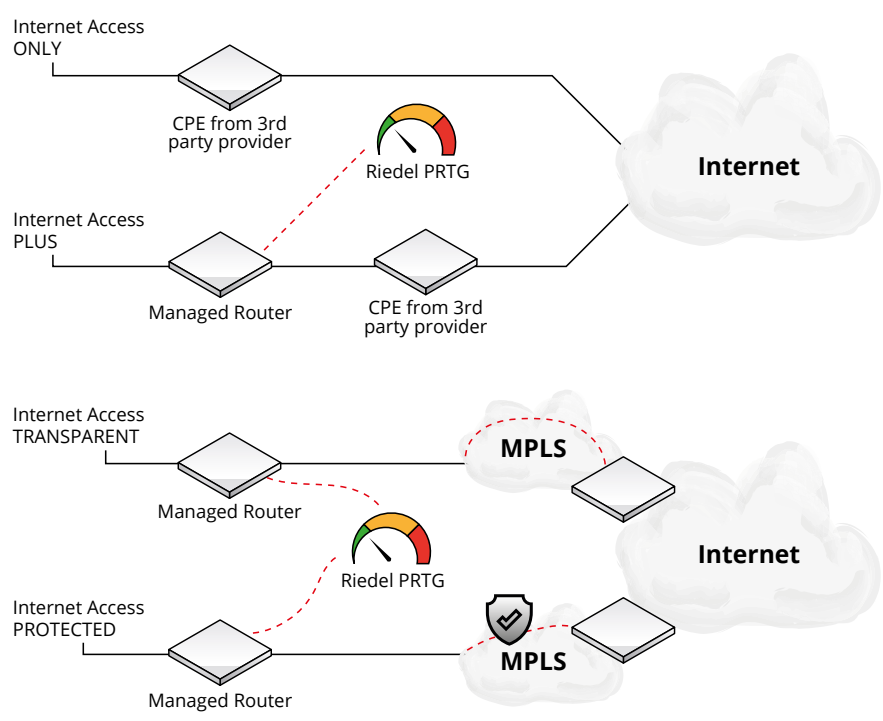 Internet Access
ONLY
CPE from 3rd
party provider
Riedel PRTG
Internet
Internet Access
PLUS
Managed Router
CPE from 3rd
party provider
Internet Access
TRANSPARENT
MPLS
Managed Router
Internet
Riedel PRTG
Internet Access
PROTECTED
MPLS
Managed Router